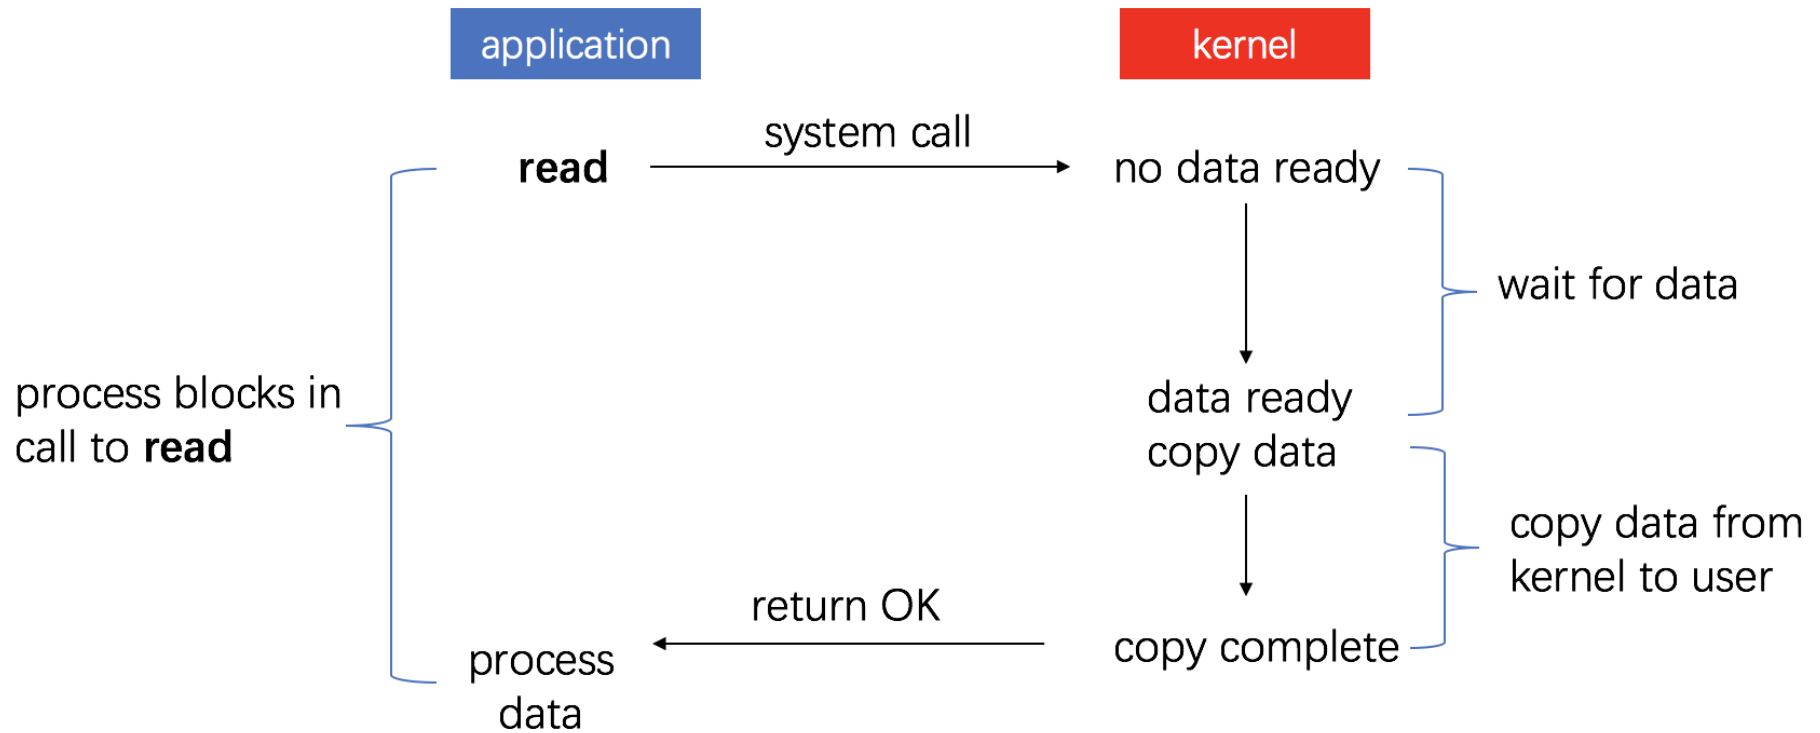 application
kernel
system call
read
no data ready
wait for data
process blocks in
call to read
data ready
copy data
copy data from
kernel to user
return OK
copy complete
process
data